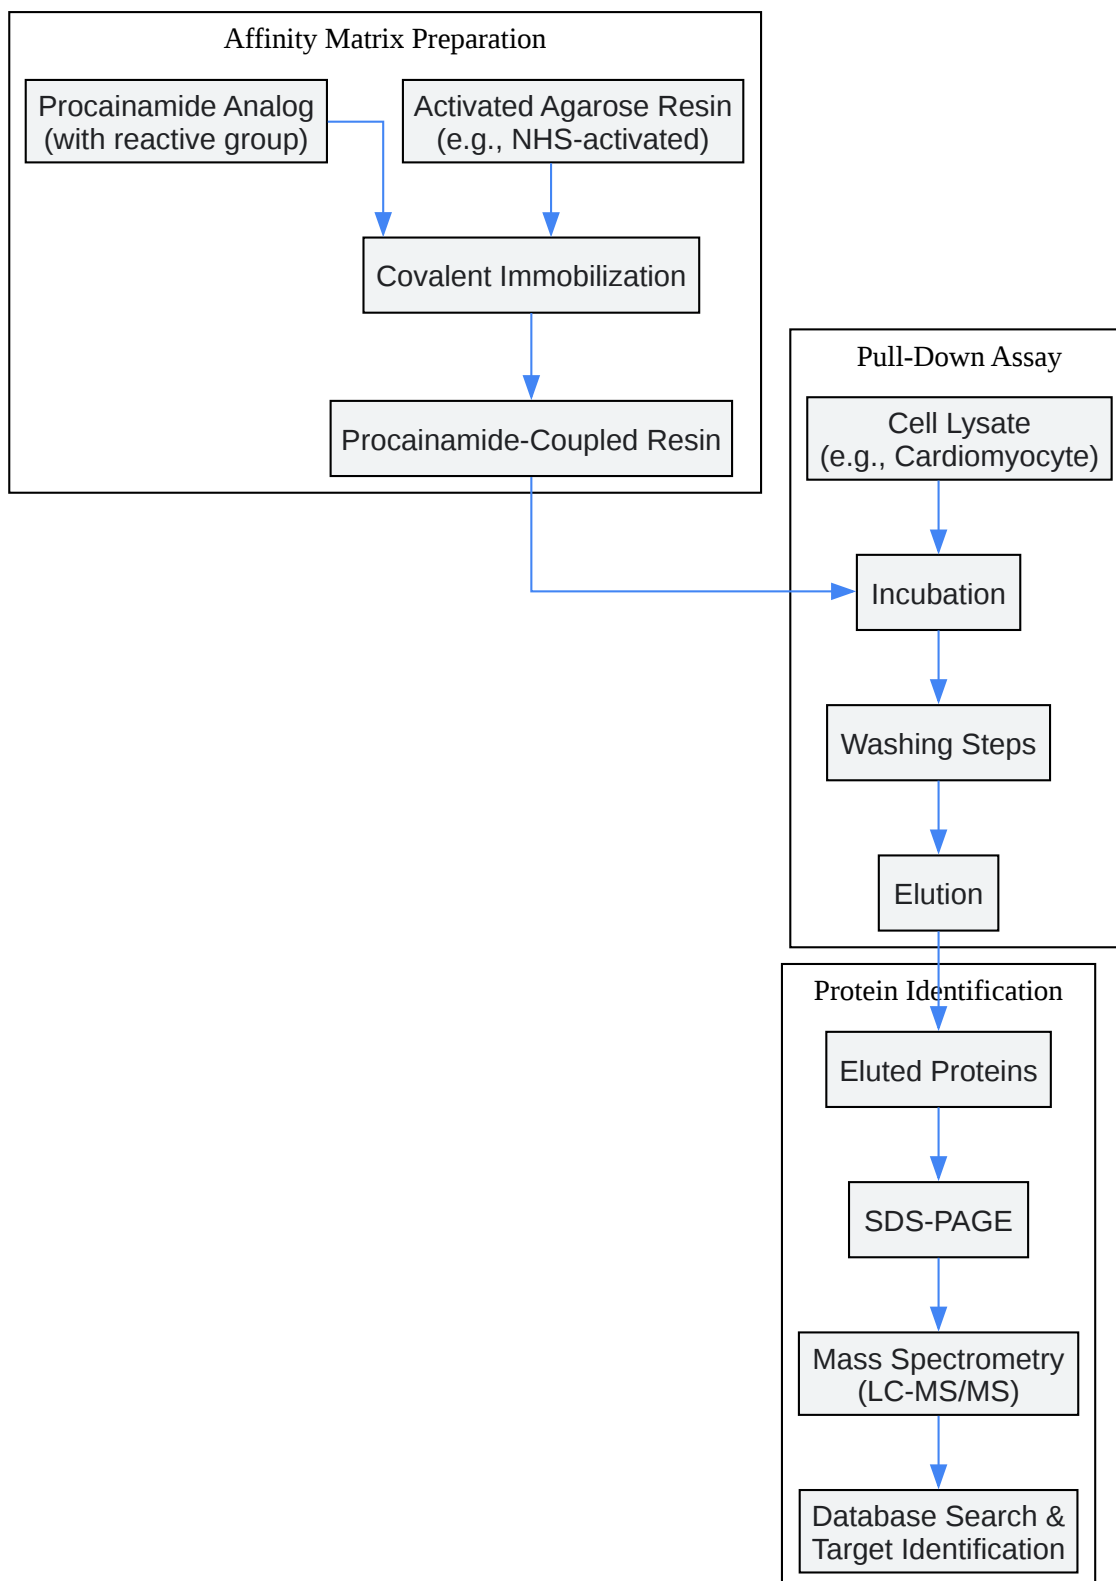 Affinity Matrix Preparation
Procainamide Analog
(with reactive group)
Activated Agarose Resin
(e.g., NHS-activated)
Covalent Immobilization
Procainamide-Coupled Resin
Pull-Down Assay
Cell Lysate
(e.g., Cardiomyocyte)
Incubation
Washing Steps
Elution
Protein Identification
Eluted Proteins
SDS-PAGE
Mass Spectrometry
(LC-MS/MS)
Database Search &
Target Identification